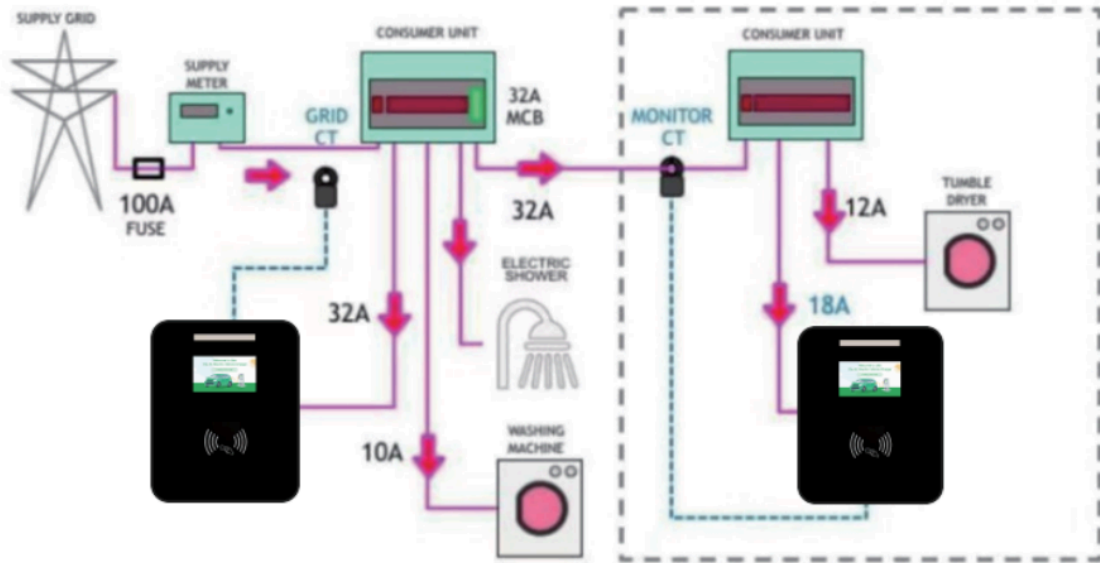 SUPPLY GRID
SUPPLY
METER
CONSUMER UNIT
GRID
CT
32A
MCB
100A
FUSE
32A
ELECTRIC
SHOWER
32A
10A
WASHING
MACHINE
CONSUMER UNIT
MONITOR
CT
12A
TUMBLE
DRYER
18A